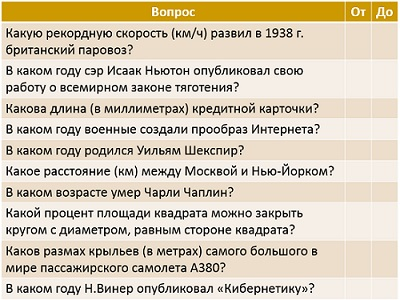 Вопрос От До
Какую рекордную скорость (км/ч) развил в 1938 г.
британский паровоз?
В каком году сэр Исаак Ньютон опубликовал свою
работу о всемирном законе тяготения?
Какова длина (в миллиметрах) кредитной карточки?
В каком году военные создали прообраз Интернета?
В каком году родился Уильям Шекспир?
Какое расстояние (км) между Москвой и Нью-Йорком?
В каком возрасте умер Чарли Чаплин?
Какой процент площади квадрата можно закрыть
кругом с диаметром, равным стороне квадрата?
Каков размах крыльев (в метрах) самого большого в
мире пассажирского самолета А380?
В каком году Н.Винер опубликовал «Кибернетику»?